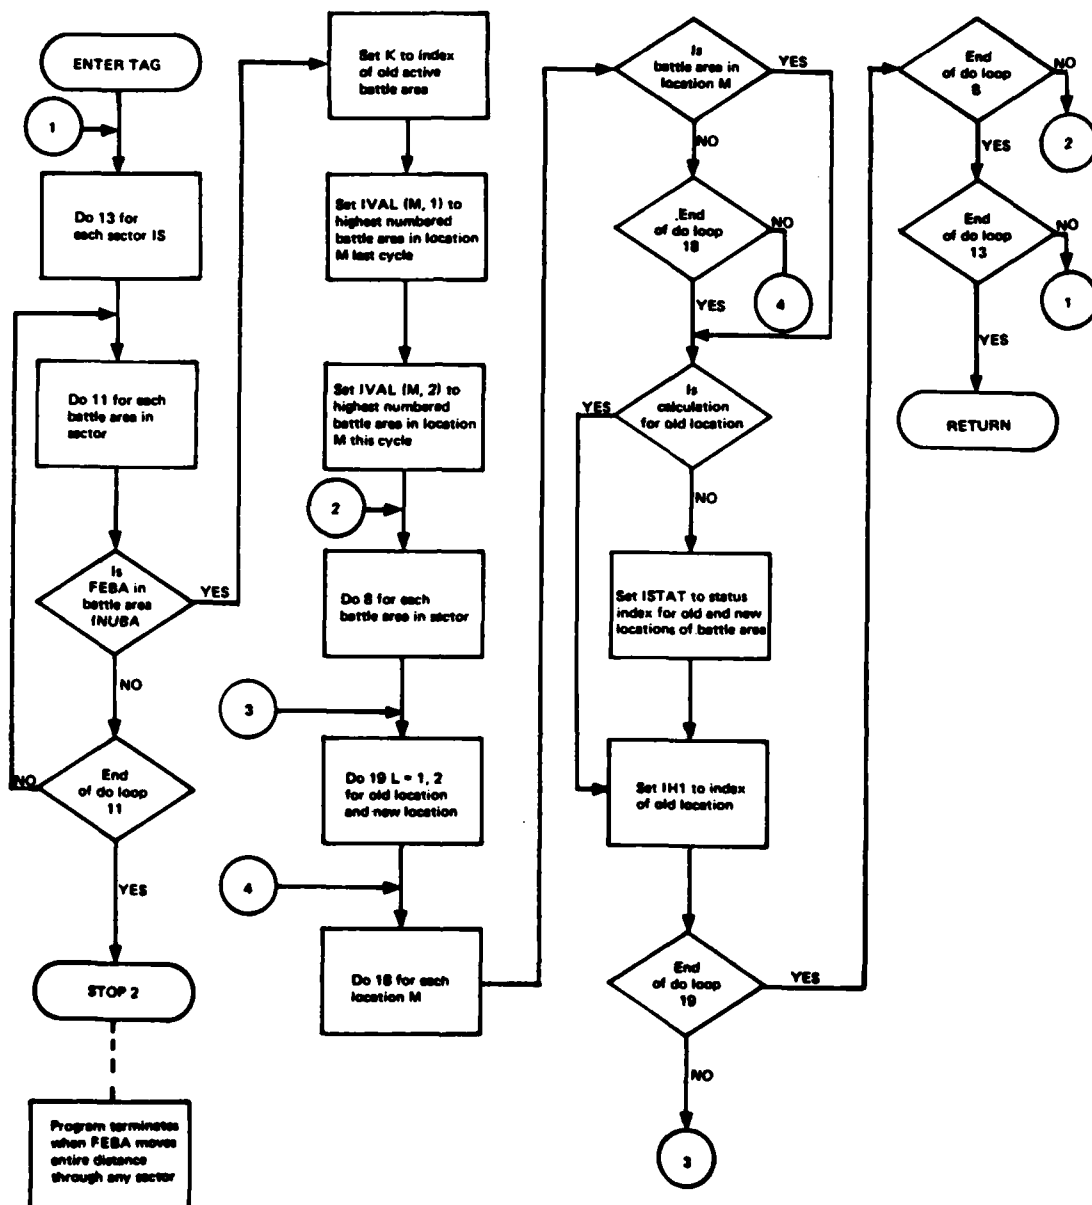 ENTER TAG
1
Do 13 for
each sector IS
Do 11 for each
battle area in
sector
Is
FEBA in
battle area
INUBA
YES
NO
End
of do loop
11
NO
YES
STOP 2
Program terminates
when FEBA moves
entire distance
through any sector
Set K to index
of old active
battle area
Set IVAL (M, 1) to
highest numbered
battle area in location
M last cycle
Set IVAL (M, 2) to
highest numbered
battle area in location
M this cycle
2
Do 8 for each
battle area in sector
3
Do 19 L = 1, 2
for old location
and new location
4
Do 18 for each
location M
Is
battle area in
location M
YES
NO
End
of do loop
18
NO
4
YES
Is
calculation
for old location
YES
NO
Set ISTAT to status
index for old and new
locations of battle area
Set IH1 to index
of old location
End
of do loop
19
YES
NO
3
End
of do loop
8
NO
2
YES
End
of do loop
13
NO
1
YES
RETURN